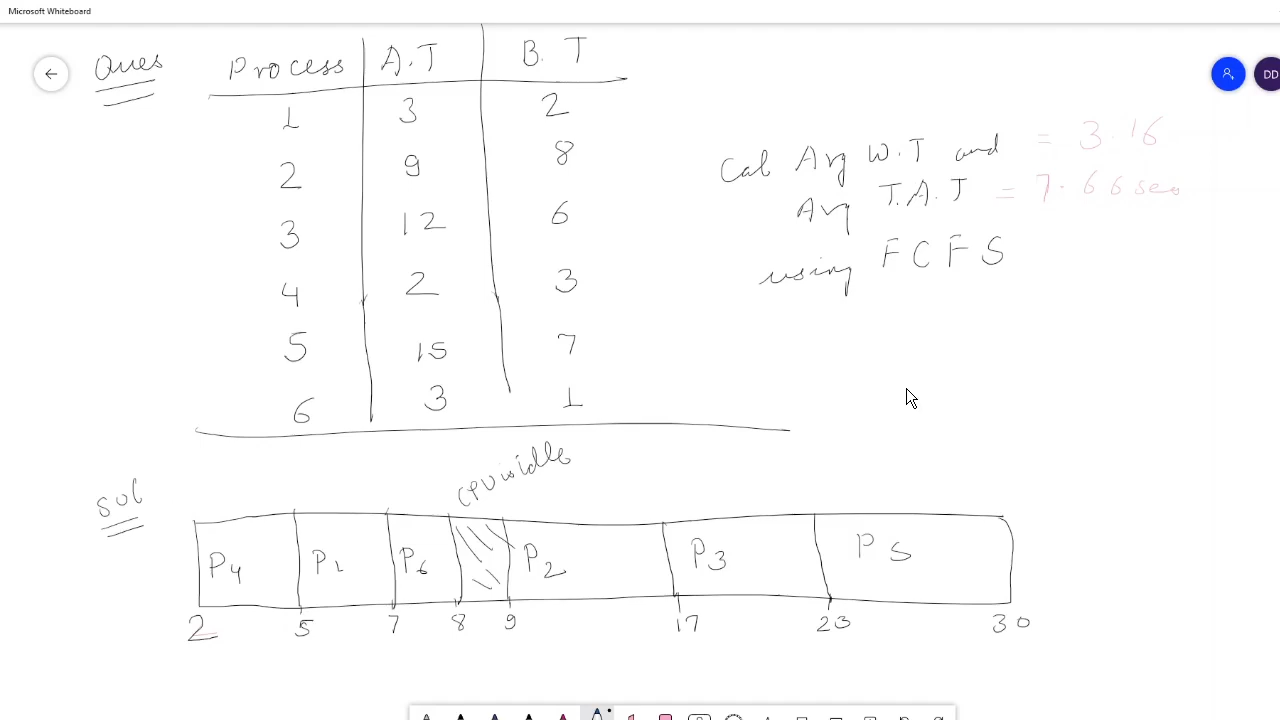 Microsoft Whiteboard
DD
Ques
Process A.T B.T
1 3 2
2 9 8
3 12 6
4 2 3
5 15 7
6 3 1
Cal Avg W.T and = 3.16
Avg T.A.T = 7.66 sec
using FCFS
Sol
CPU is idle
P4 P1 P6 P2 P3 P5
2 5 7 8 9 17 23 30